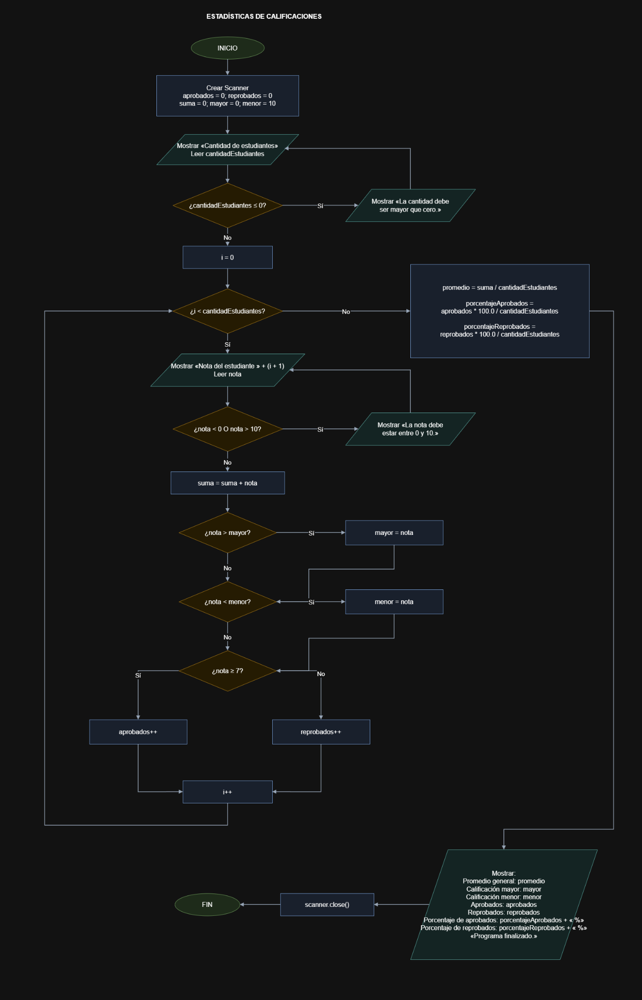 ESTADÍSTICAS DE CALIFICACIONES
INICIO
Crear Scanner
aprobados = 0; reprobados = 0
suma = 0; mayor = 0; menor = 10
Mostrar «Cantidad de estudiantes»
Leer cantidadEstudiantes
¿cantidadEstudiantes ≤ 0?
Sí
Mostrar «La cantidad debe
ser mayor que cero.»
No
i = 0
¿i < cantidadEstudiantes?
No
promedio = suma / cantidadEstudiantes
porcentajeAprobados =
aprobados * 100.0 / cantidadEstudiantes
porcentajeReprobados =
reprobados * 100.0 / cantidadEstudiantes
Sí
Mostrar «Nota del estudiante » + (i + 1)
Leer nota
¿nota < 0 O nota > 10?
Sí
Mostrar «La nota debe
estar entre 0 y 10.»
No
suma = suma + nota
¿nota > mayor?
Sí
mayor = nota
No
¿nota < menor?
Sí
menor = nota
No
¿nota ≥ 7?
Sí
No
aprobados++
reprobados++
i++
Mostrar:
Promedio general: promedio
Calificación mayor: mayor
Calificación menor: menor
Aprobados: aprobados
Reprobados: reprobados
Porcentaje de aprobados: porcentajeAprobados + « %»
Porcentaje de reprobados: porcentajeReprobados + « %»
«Programa finalizado.»
scanner.close()
FIN